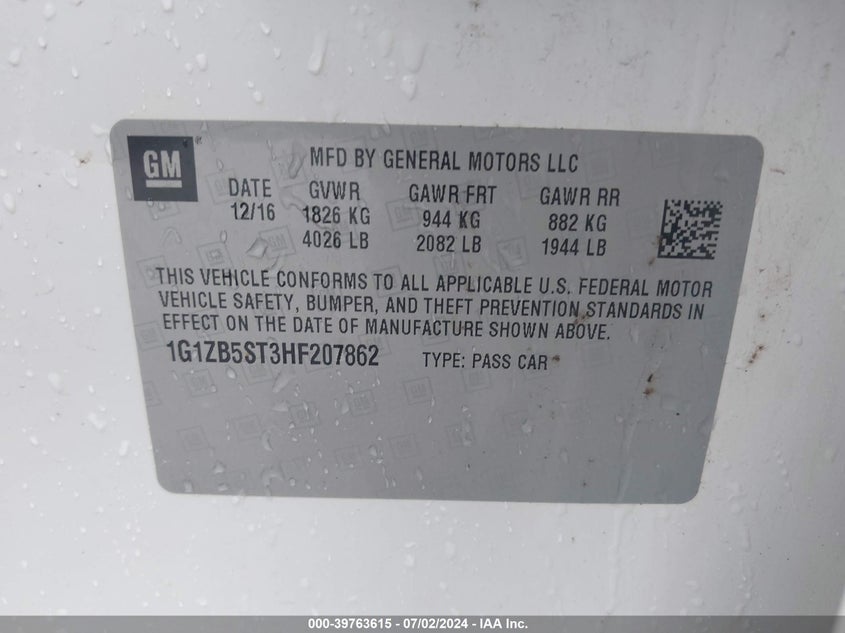 GM
MFD BY GENERAL MOTORS LLC
DATE GVWR GAWR FRT GAWR RR
12/16 1826 KG 944 KG 882 KG
4026 LB 2082 LB 1944 LB
THIS VEHICLE CONFORMS TO ALL APPLICABLE U.S. FEDERAL MOTOR
VEHICLE SAFETY, BUMPER, AND THEFT PREVENTION STANDARDS IN
EFFECT ON THE DATE OF MANUFACTURE SHOWN ABOVE.
1G1ZB5ST3HF207862 TYPE: PASS CAR
000-39763615 - 07/02/2024 - IAA Inc.